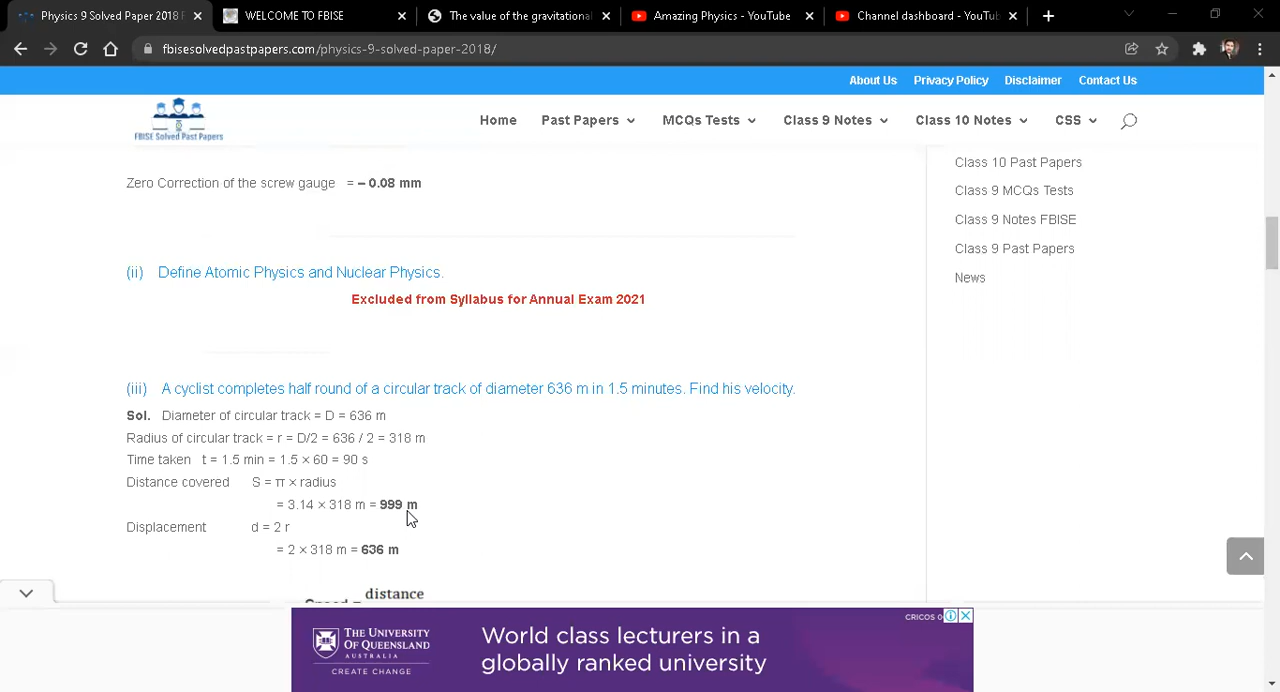 Physics 9 Solved Paper 2018 F
WELCOME TO FBISE
The value of the gravitational
Amazing Physics - YouTube
Channel dashboard - YouTub
fbisesolvedpastpapers.com/physics-9-solved-paper-2018/
About Us Privacy Policy Disclaimer Contact Us
FBISE Solved Past Papers
Home Past Papers MCQs Tests Class 9 Notes Class 10 Notes CSS
Class 10 Past Papers
Class 9 MCQs Tests
Class 9 Notes FBISE
Class 9 Past Papers
News
Zero Correction of the screw gauge = – 0.08 mm
(ii) Define Atomic Physics and Nuclear Physics.
Excluded from Syllabus for Annual Exam 2021
(iii) A cyclist completes half round of a circular track of diameter 636 m in 1.5 minutes. Find his velocity.
Sol. Diameter of circular track = D = 636 m
Radius of circular track = r = D/2 = 636 / 2 = 318 m
Time taken t = 1.5 min = 1.5 × 60 = 90 s
Distance covered S = π × radius
= 3.14 × 318 m = 999 m
Displacement d = 2 r
= 2 × 318 m = 636 m
distance
CRICOS 0
THE UNIVERSITY
OF QUEENSLAND
AUSTRALIA
CREATE CHANGE
World class lecturers in a
globally ranked university